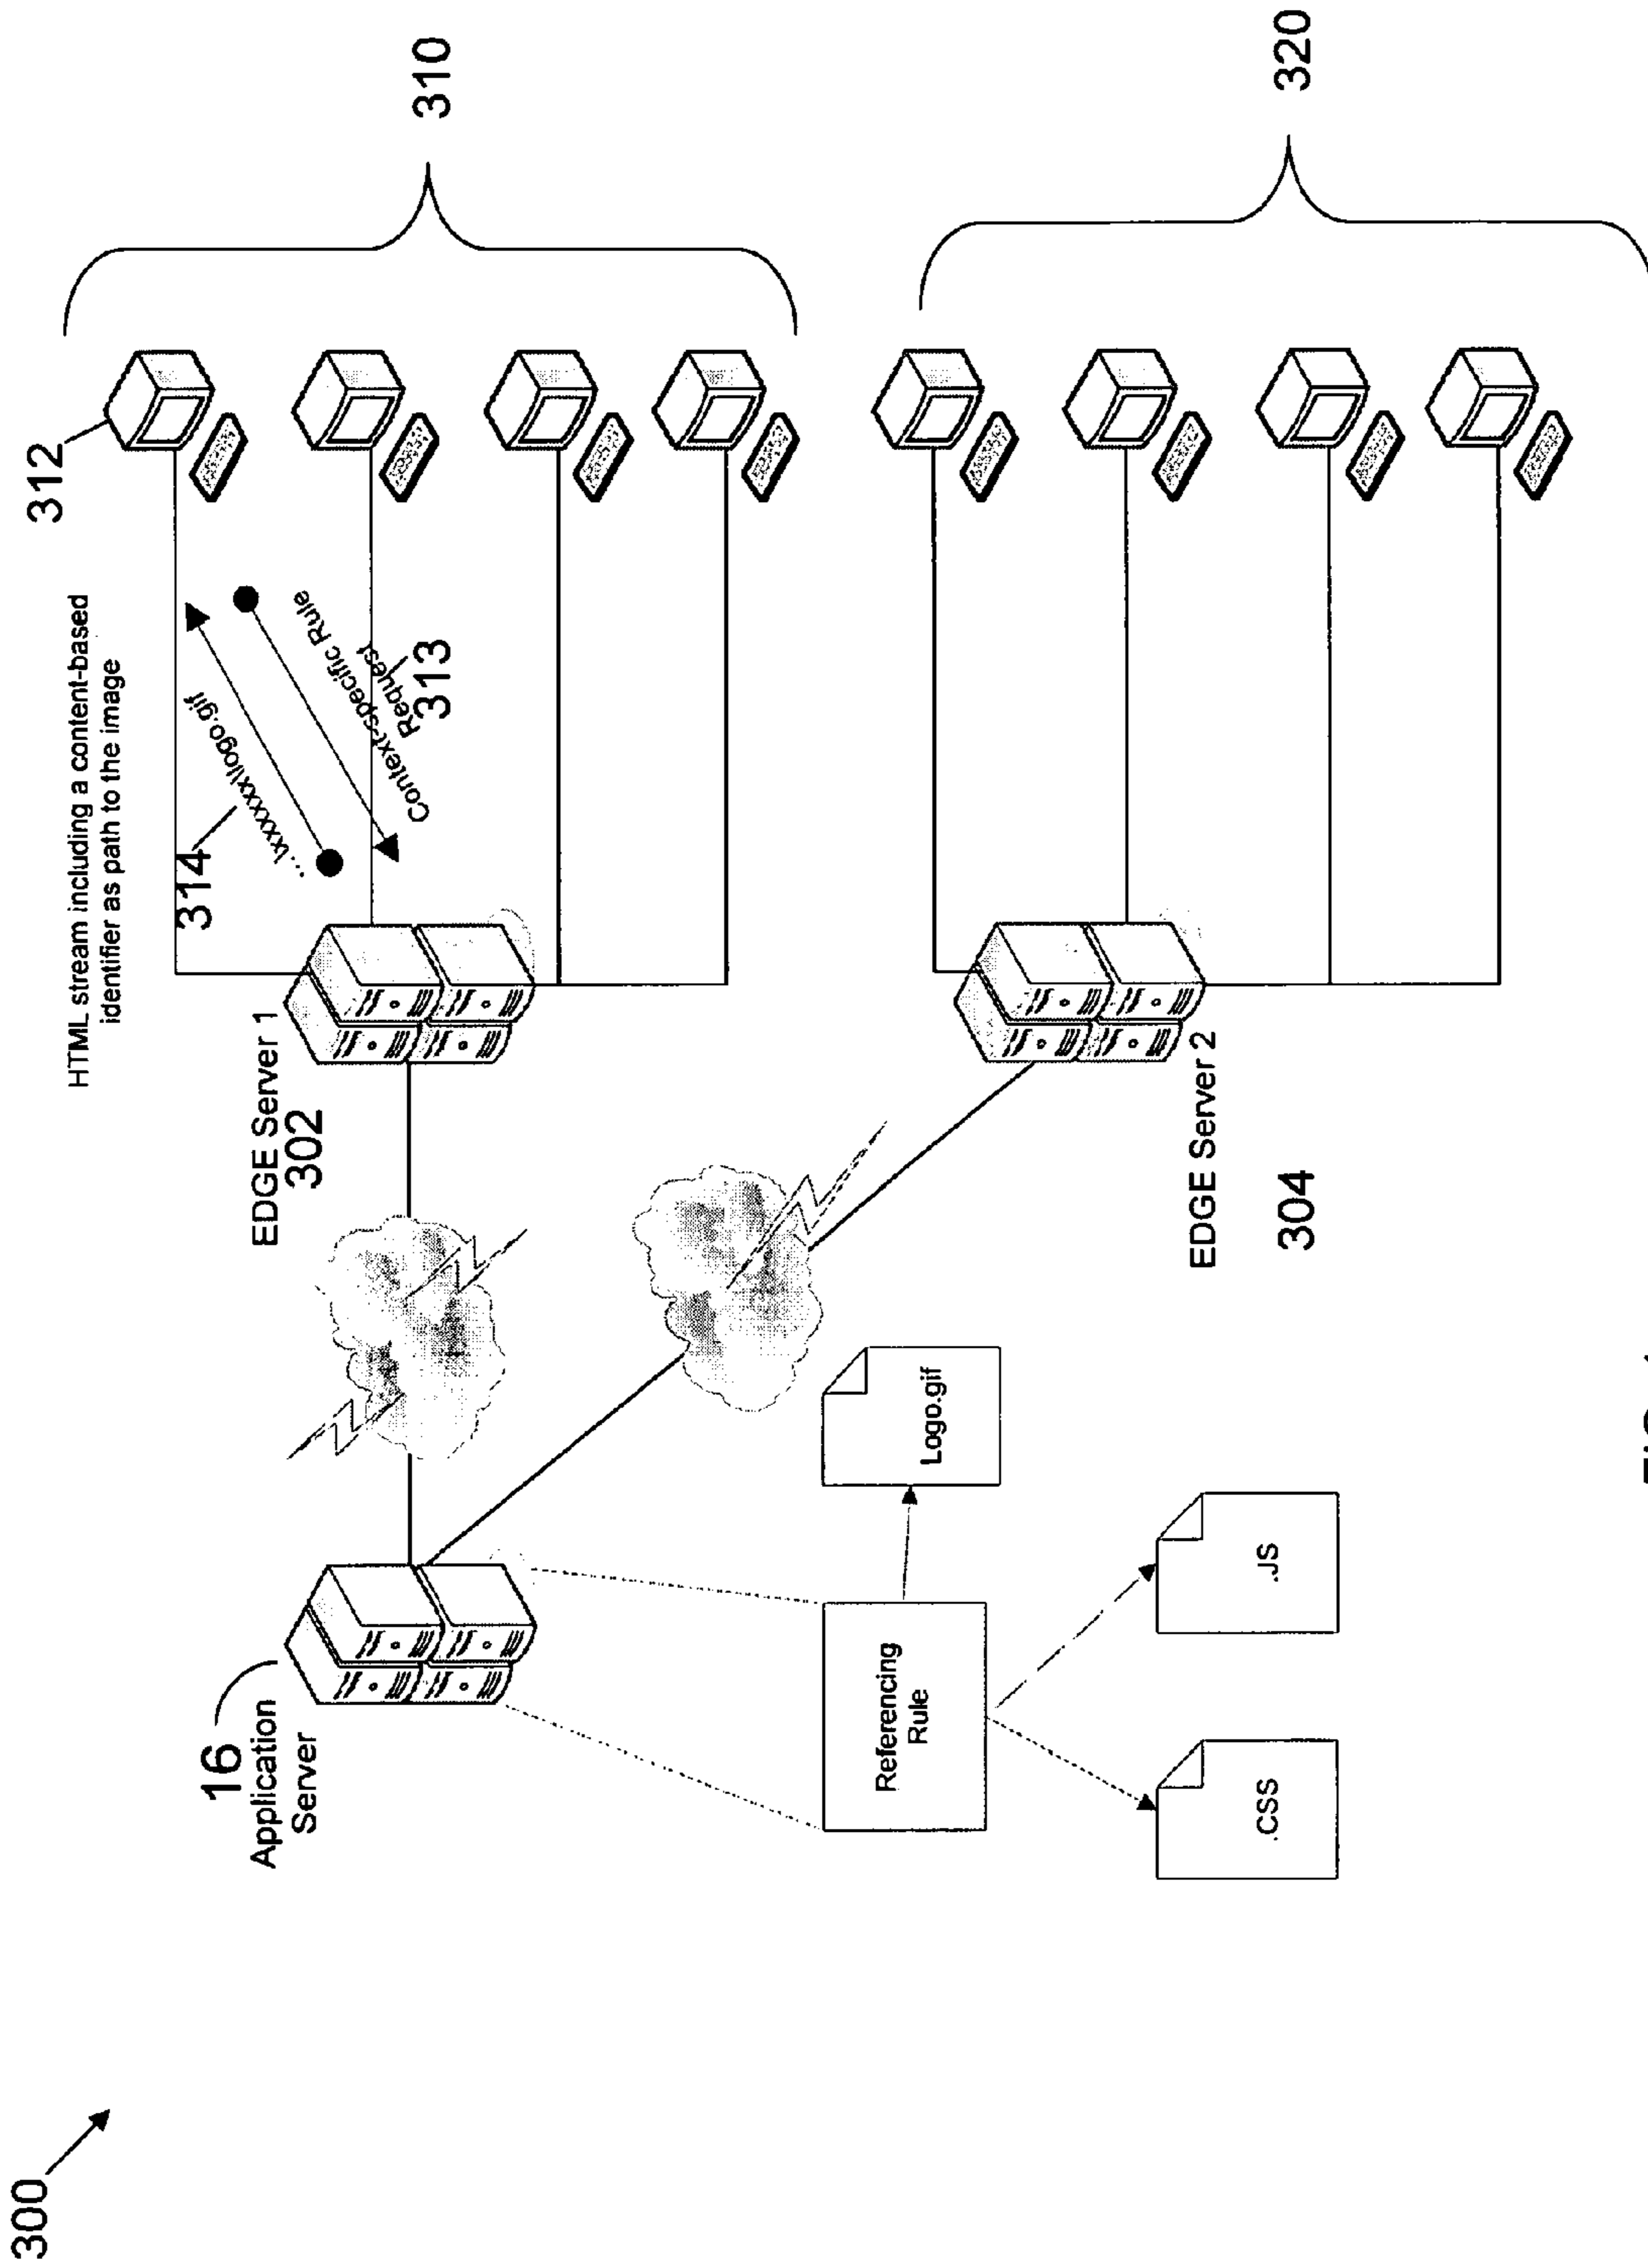 300
16
Application
Server
Referencing
Rule
Logo.gif
.CSS
.JS
EDGE Server 1
302
EDGE Server 2
304
HTML stream including a content-based
identifier as path to the image
314
312
Context-specific Rule
Request
313
310
320